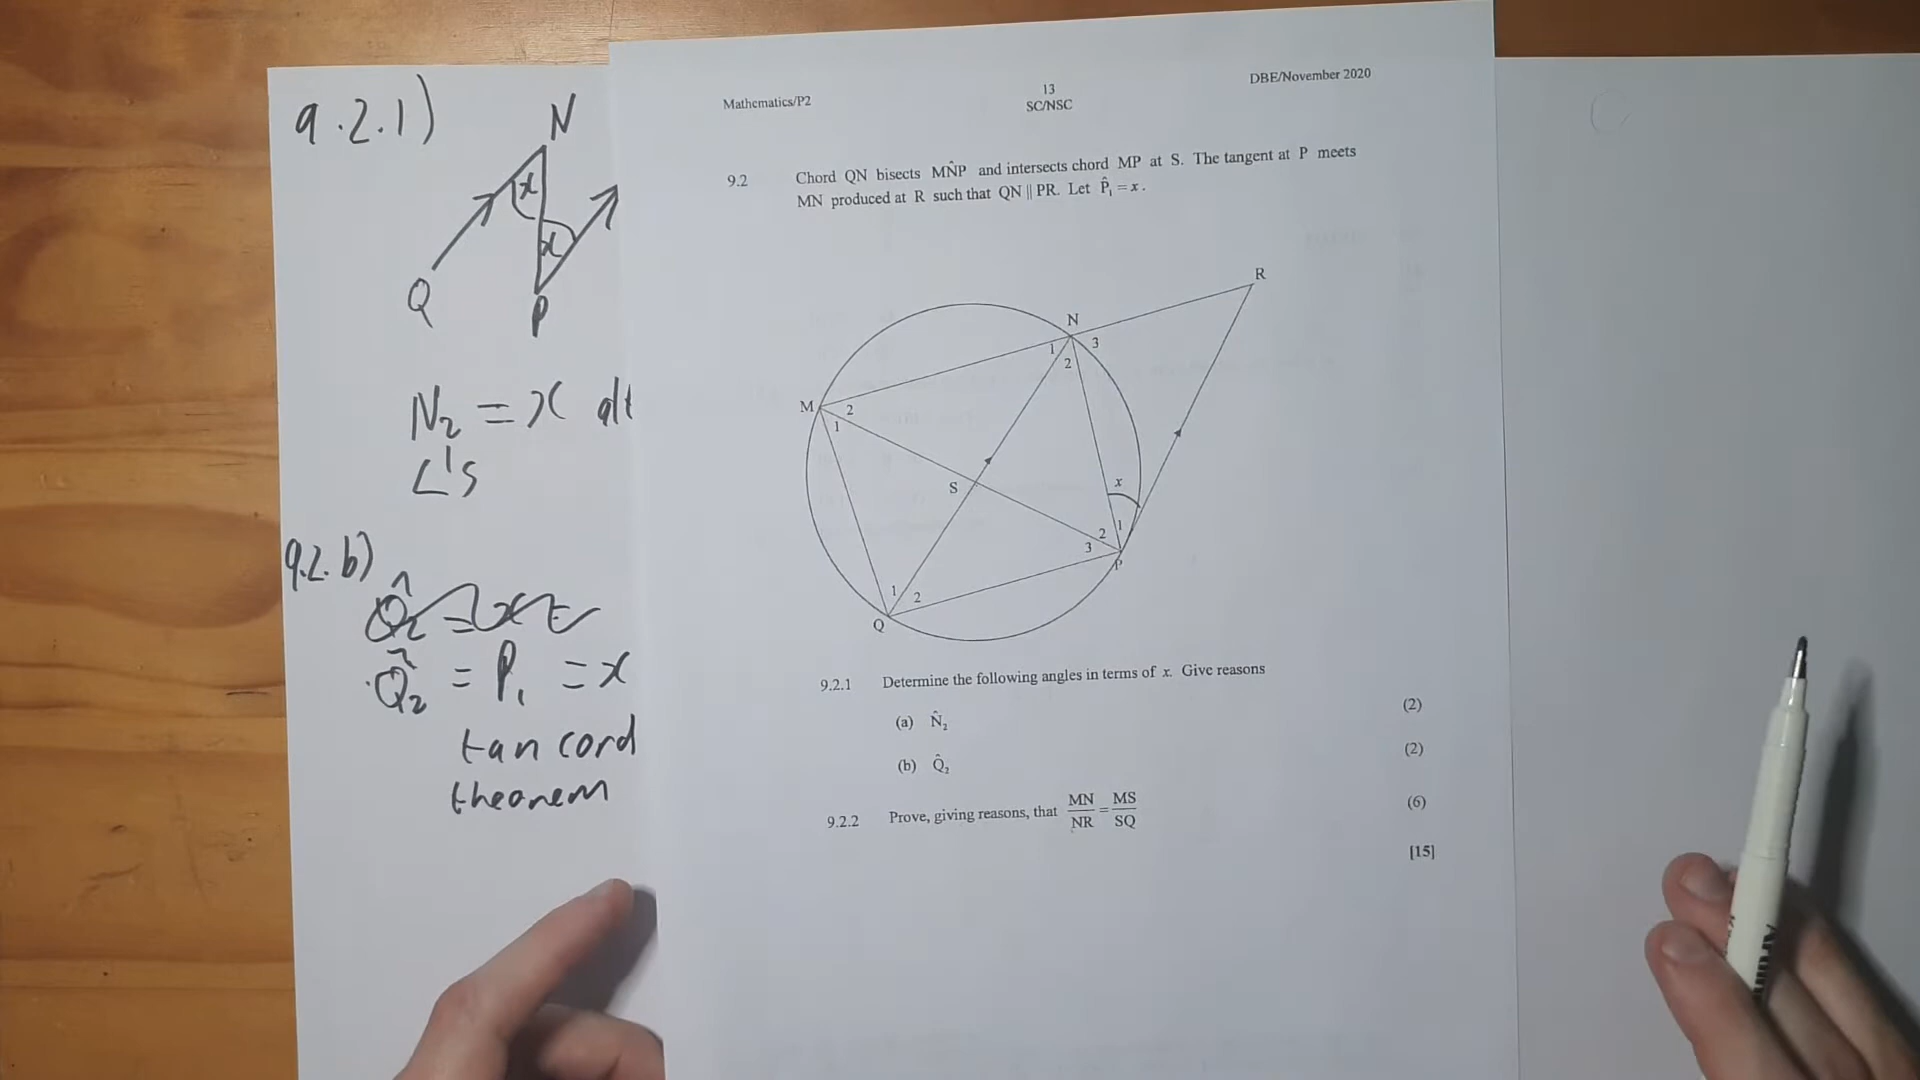 9.2.1)
N
x
x
Q
P
N₂ = x alt
∠'s
9.2.b)
Q̂₂ = P₁ = x
tan cord
theorem
Mathematics/P2
13
SC/NSC
DBE/November 2020
9.2 Chord QN bisects MN̂P and intersects chord MP at S. The tangent at P meets
MN produced at R such that QN || PR. Let P̂₁ = x.
R
N
1 3
2
M 2
1
S
x
2 1
3
P
1 2
Q
9.2.1 Determine the following angles in terms of x. Give reasons
(a) N̂₂ (2)
(b) Q̂₂ (2)
9.2.2 Prove, giving reasons, that MN/NR = MS/SQ (6)
[15]